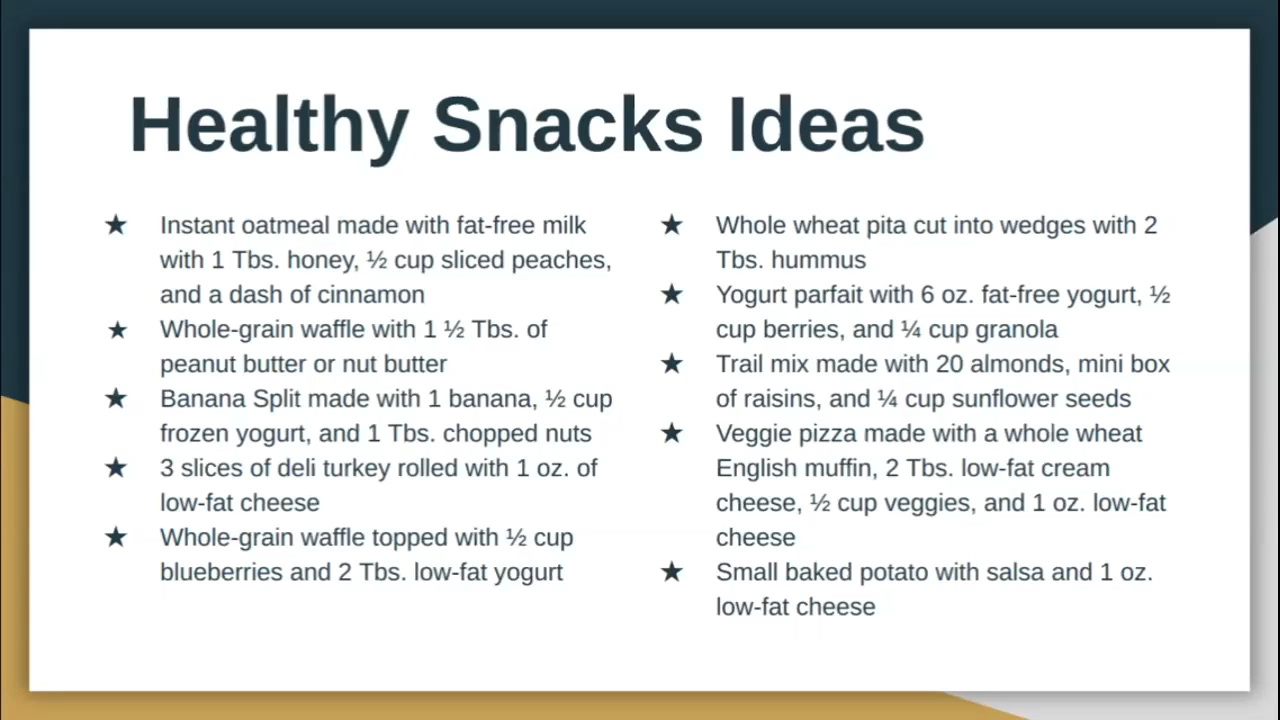 Healthy Snacks Ideas
★ Instant oatmeal made with fat-free milk
with 1 Tbs. honey, ½ cup sliced peaches,
and a dash of cinnamon
★ Whole-grain waffle with 1 ½ Tbs. of
peanut butter or nut butter
★ Banana Split made with 1 banana, ½ cup
frozen yogurt, and 1 Tbs. chopped nuts
★ 3 slices of deli turkey rolled with 1 oz. of
low-fat cheese
★ Whole-grain waffle topped with ½ cup
blueberries and 2 Tbs. low-fat yogurt
★ Whole wheat pita cut into wedges with 2
Tbs. hummus
★ Yogurt parfait with 6 oz. fat-free yogurt, ½
cup berries, and ¼ cup granola
★ Trail mix made with 20 almonds, mini box
of raisins, and ¼ cup sunflower seeds
★ Veggie pizza made with a whole wheat
English muffin, 2 Tbs. low-fat cream
cheese, ½ cup veggies, and 1 oz. low-fat
cheese
★ Small baked potato with salsa and 1 oz.
low-fat cheese